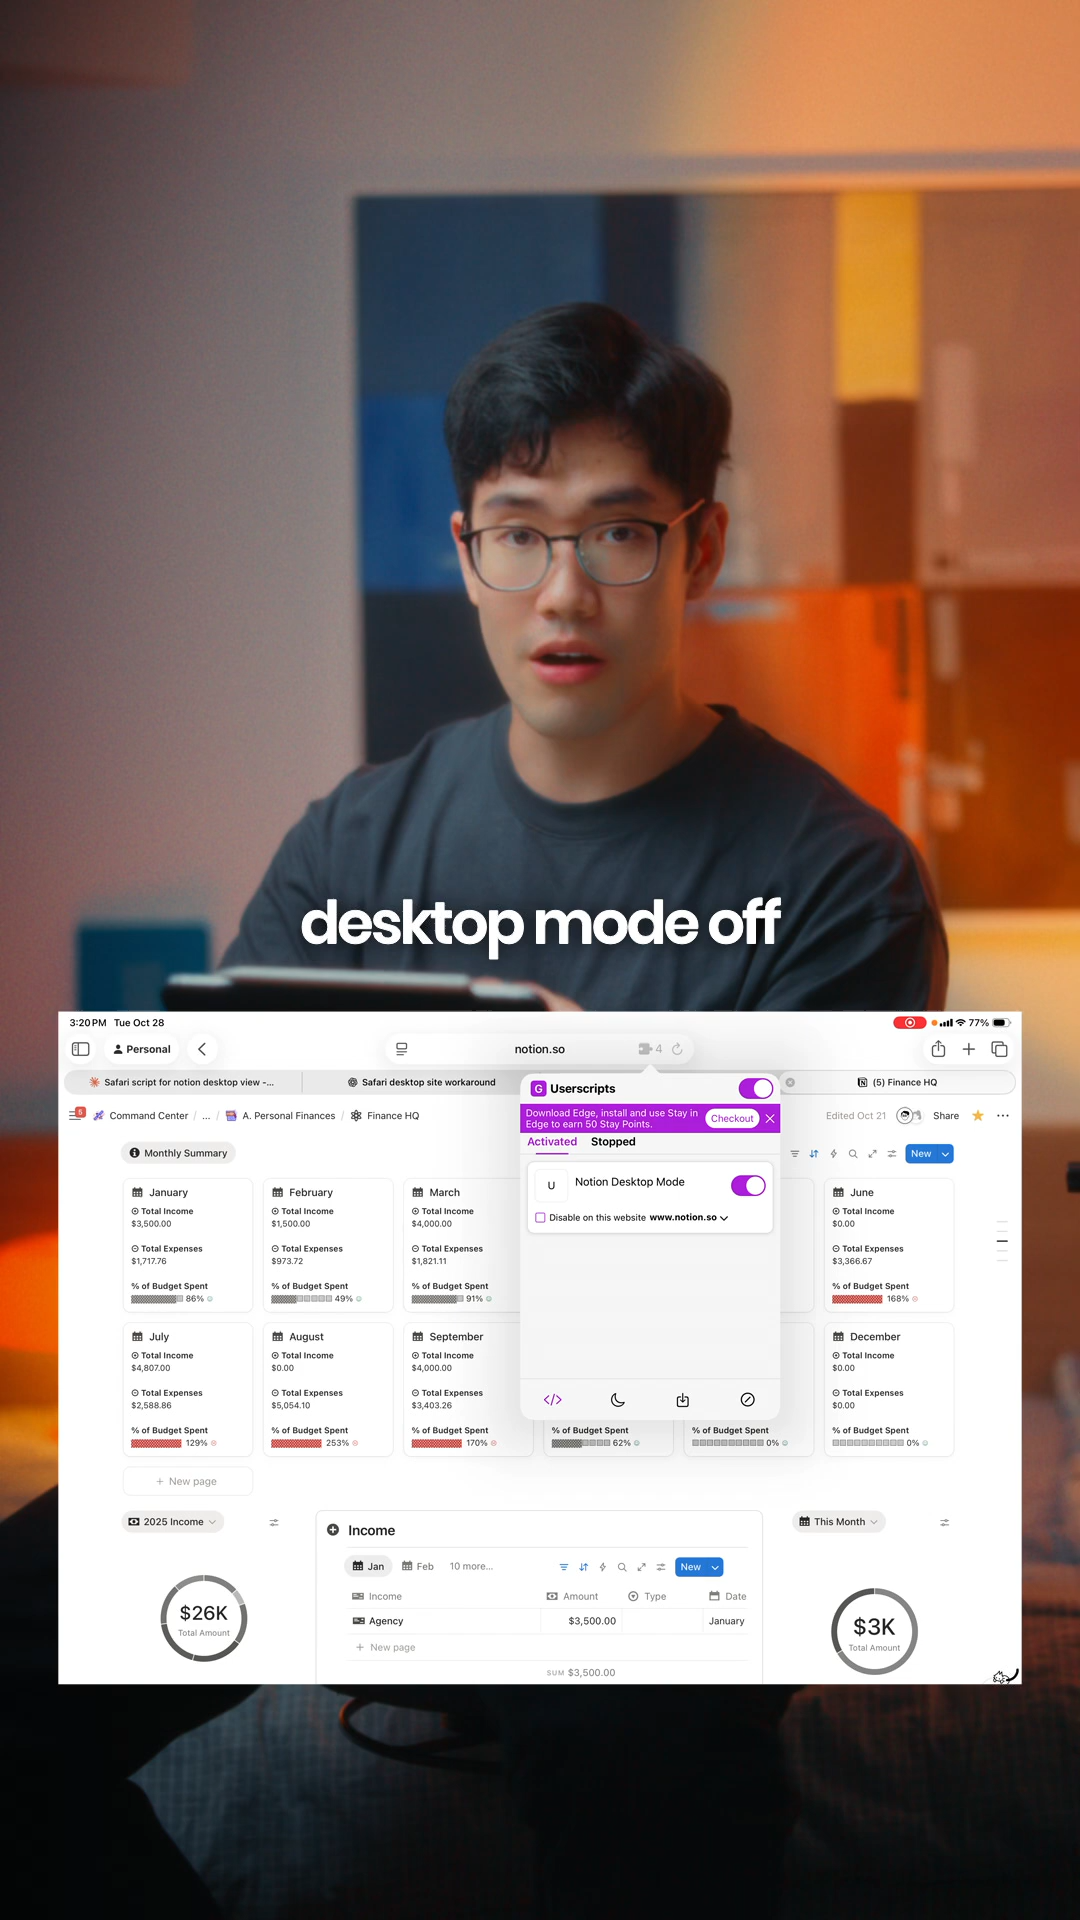 desktop mode off
3:20 PM Tue Oct 28
77%
Personal
notion.so
4
Safari script for notion desktop view -...
Safari desktop site workaround
(5) Finance HQ
5
Command Center / ... / A. Personal Finances / Finance HQ
Edited Oct 21
Share
G Userscripts
Download Edge, install and use Stay in
Edge to earn 50 Stay Points.
Checkout
Activated Stopped
U
Notion Desktop Mode
Disable on this website www.notion.so
</>
Monthly Summary
New
January
Total Income
$3,500.00
Total Expenses
$1,717.76
% of Budget Spent
86%
February
Total Income
$1,500.00
Total Expenses
$973.72
% of Budget Spent
49%
March
Total Income
$4,000.00
Total Expenses
$1,821.11
% of Budget Spent
91%
June
Total Income
$0.00
Total Expenses
$3,366.67
% of Budget Spent
168%
July
Total Income
$4,807.00
Total Expenses
$2,588.86
% of Budget Spent
129%
August
Total Income
$0.00
Total Expenses
$5,054.10
% of Budget Spent
253%
September
Total Income
$4,000.00
Total Expenses
$3,403.26
% of Budget Spent
170%
% of Budget Spent
62%
% of Budget Spent
0%
December
Total Income
$0.00
Total Expenses
$0.00
% of Budget Spent
0%
+ New page
2025 Income
$26K
Total Amount
Income
Jan Feb 10 more...
New
Income Amount Type Date
Agency $3,500.00 January
+ New page
SUM $3,500.00
This Month
$3K
Total Amount